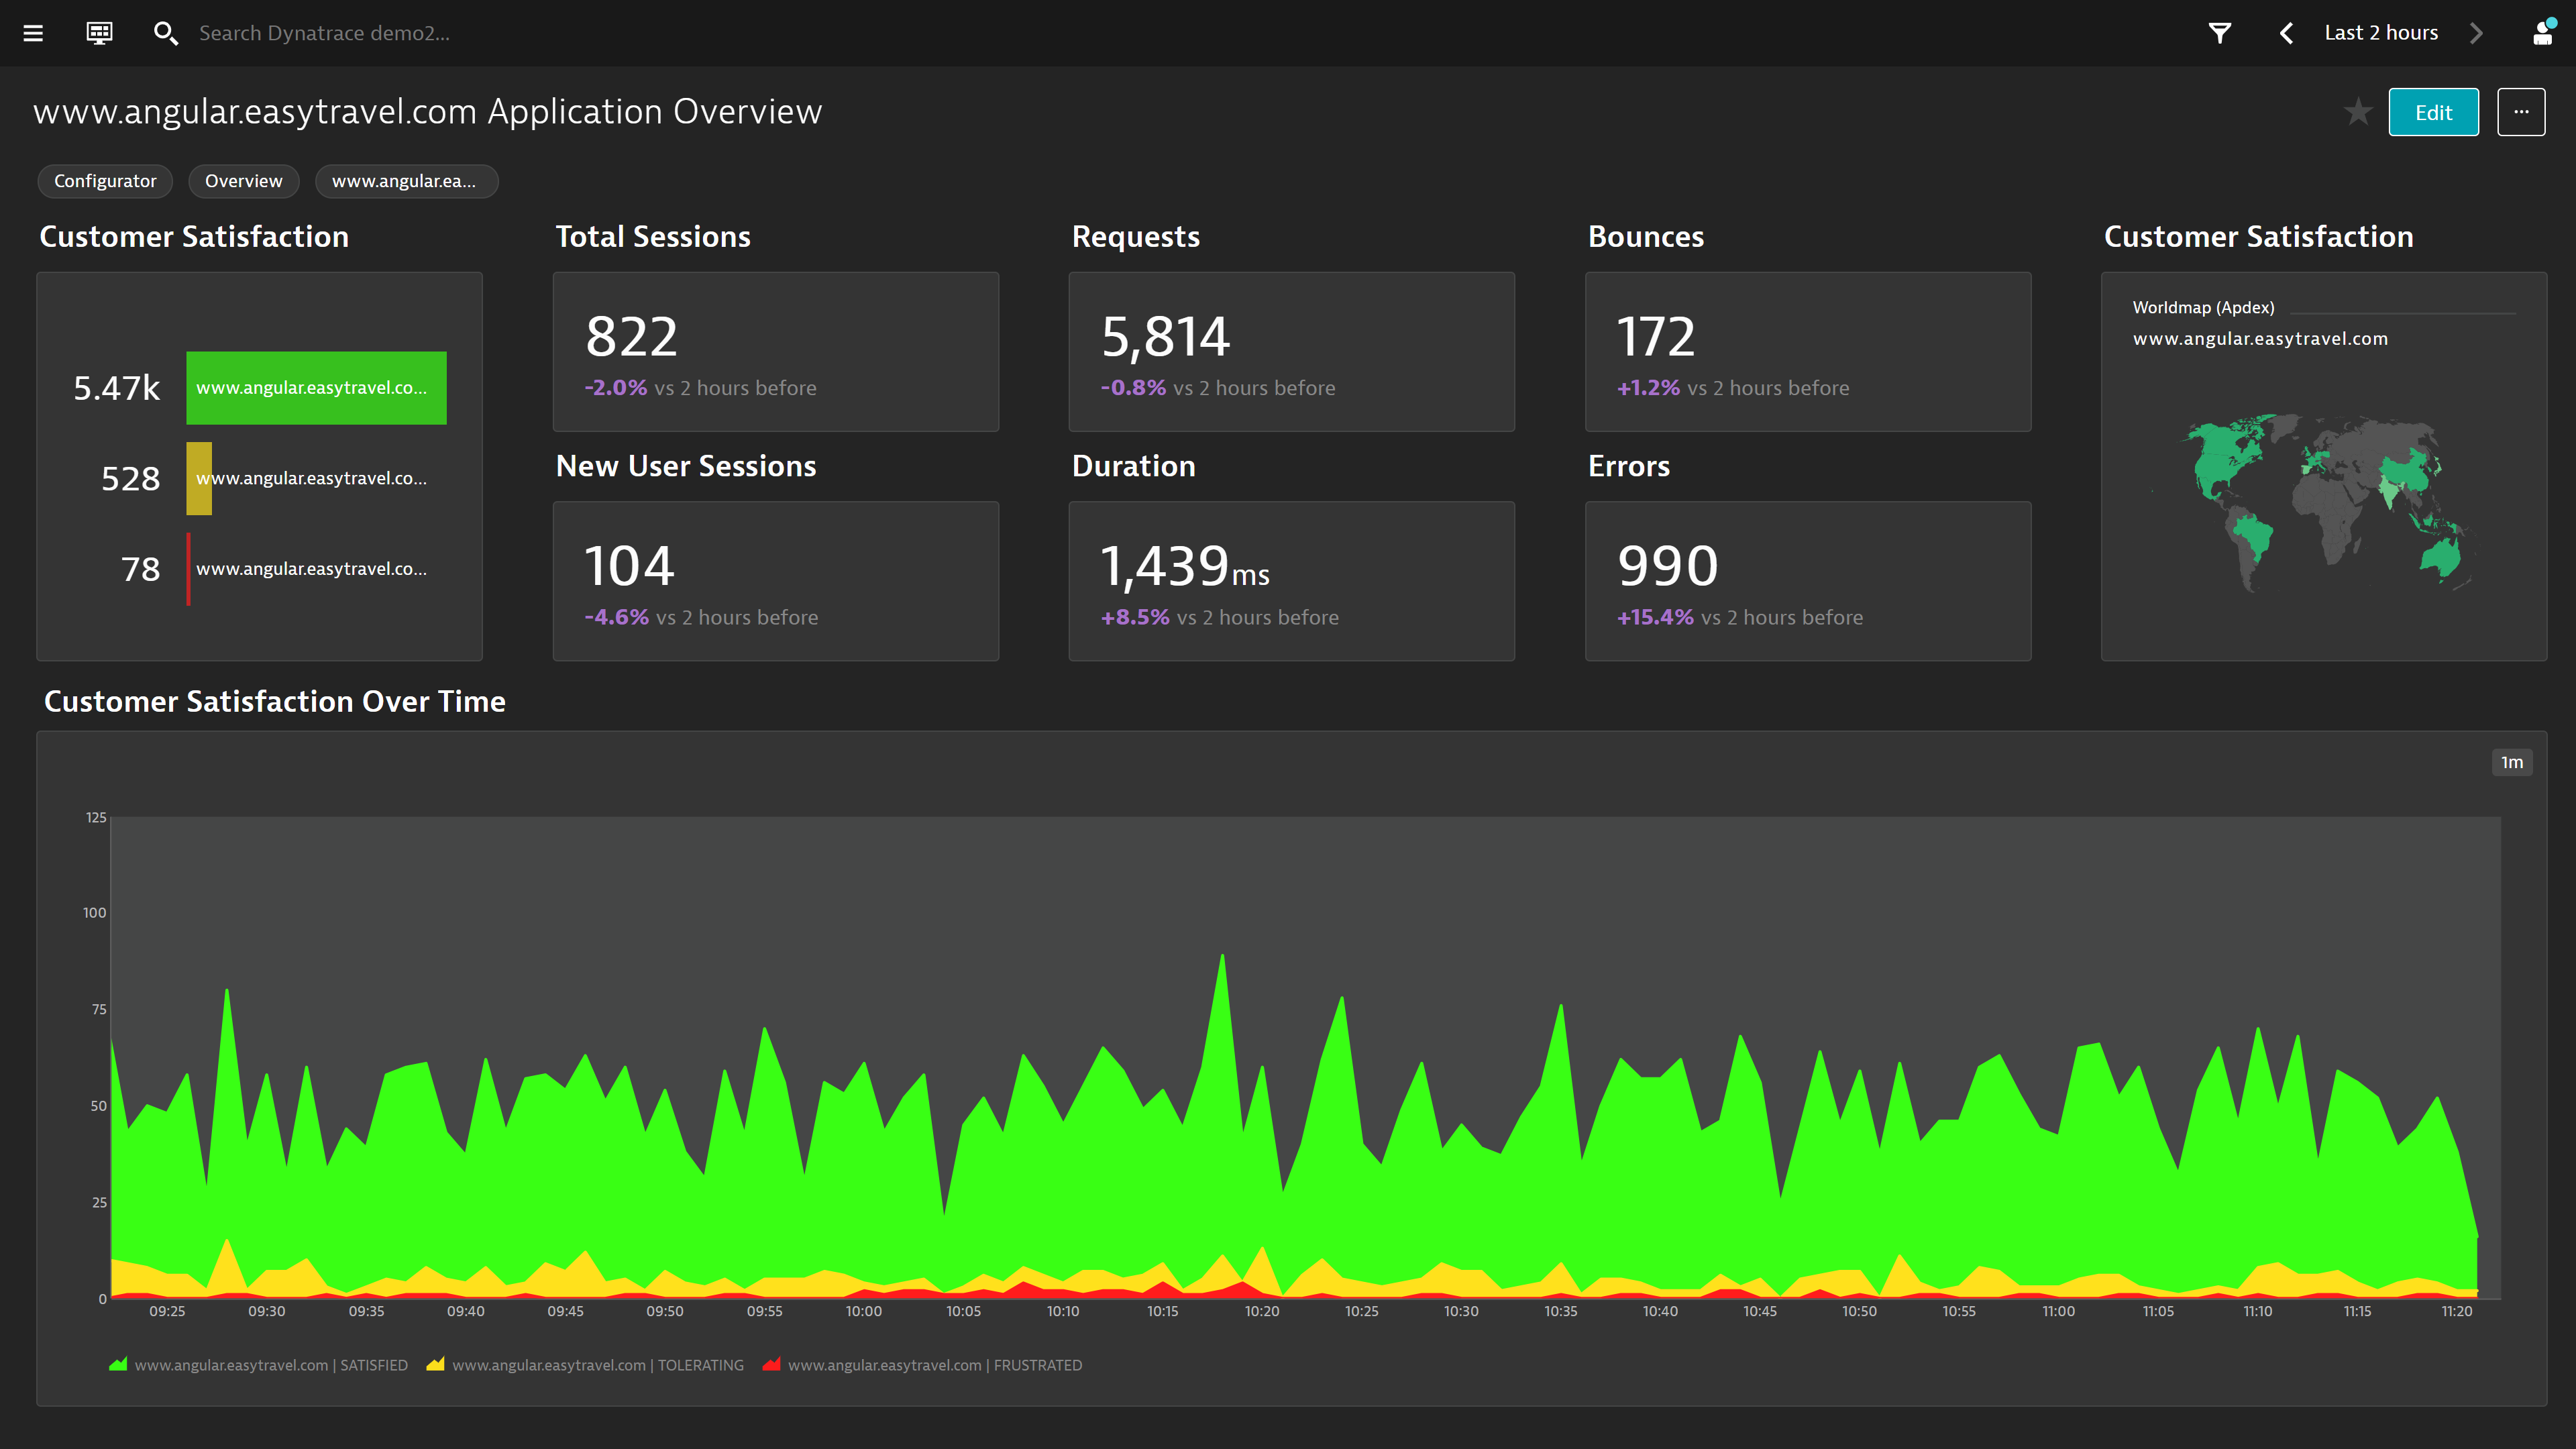 Search Dynatrace demo2...
Last 2 hours
www.angular.easytravel.com Application Overview
Edit
...
Configurator
Overview
www.angular.ea...
Customer Satisfaction
5.47k
www.angular.easytravel.co...
528
www.angular.easytravel.co...
78
www.angular.easytravel.co...
Total Sessions
822
-2.0% vs 2 hours before
Requests
5,814
-0.8% vs 2 hours before
Bounces
172
+1.2% vs 2 hours before
New User Sessions
104
-4.6% vs 2 hours before
Duration
1,439ms
+8.5% vs 2 hours before
Errors
990
+15.4% vs 2 hours before
Customer Satisfaction
Worldmap (Apdex)
www.angular.easytravel.com
Customer Satisfaction Over Time
1m
125
100
75
50
25
0
09:25 09:30 09:35 09:40 09:45 09:50 09:55 10:00 10:05 10:10 10:15 10:20 10:25 10:30 10:35 10:40 10:45 10:50 10:55 11:00 11:05 11:10 11:15 11:20
www.angular.easytravel.com | SATISFIED www.angular.easytravel.com | TOLERATING www.angular.easytravel.com | FRUSTRATED